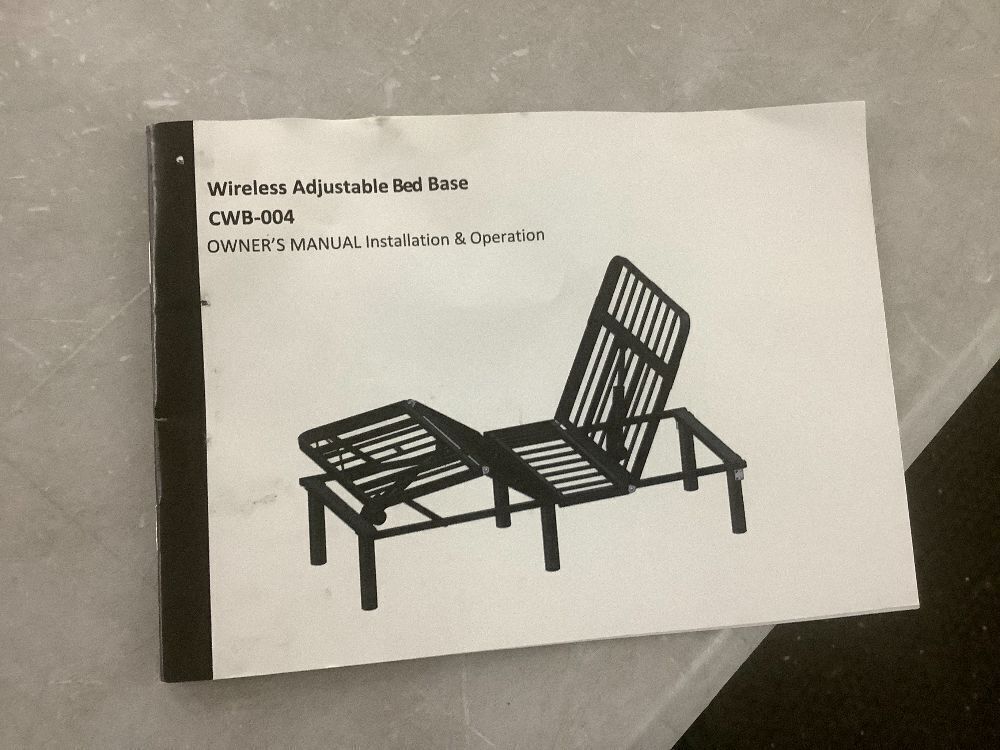 Wireless Adjustable Bed Base
CWB-004
OWNER'S MANUAL Installation & Operation